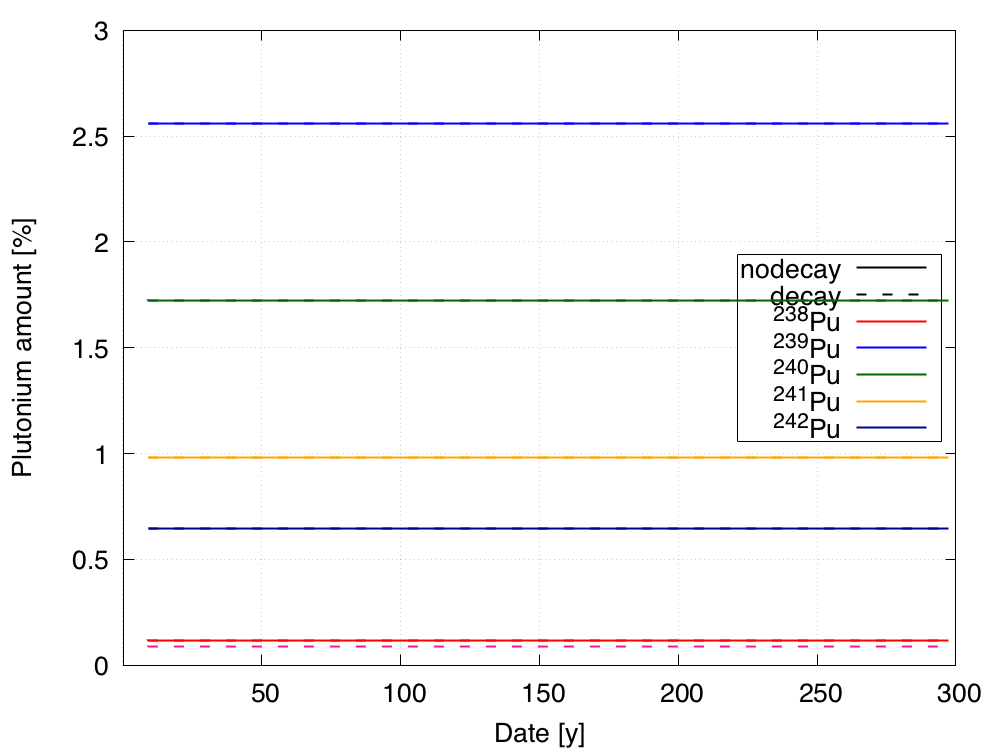 3
2.5
2
1.5
1
0.5
0
Plutonium amount [%]
nodecay
decay
²³⁸Pu
²³⁹Pu
²⁴⁰Pu
²⁴¹Pu
²⁴²Pu
50 100 150 200 250 300
Date [y]